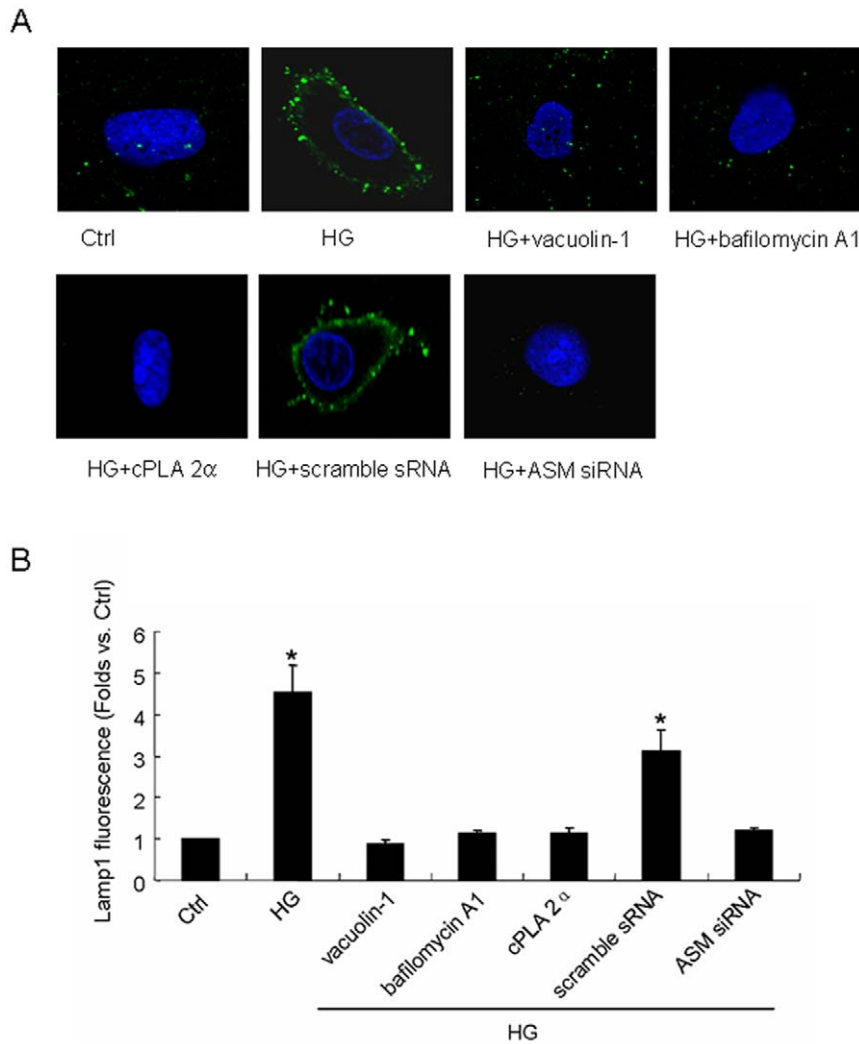 A
Ctrl
HG
HG+vacuolin-1
HG+bafilomycin A1
HG+cPLA 2α
HG+scramble sRNA
HG+ASM siRNA
B
Lamp1 fluorescence (Folds vs. Ctrl)
6
5
4
3
2
1
0
*
*
Ctrl
HG
vacuolin-1
bafilomycin A1
cPLA 2α
scramble sRNA
ASM siRNA
HG